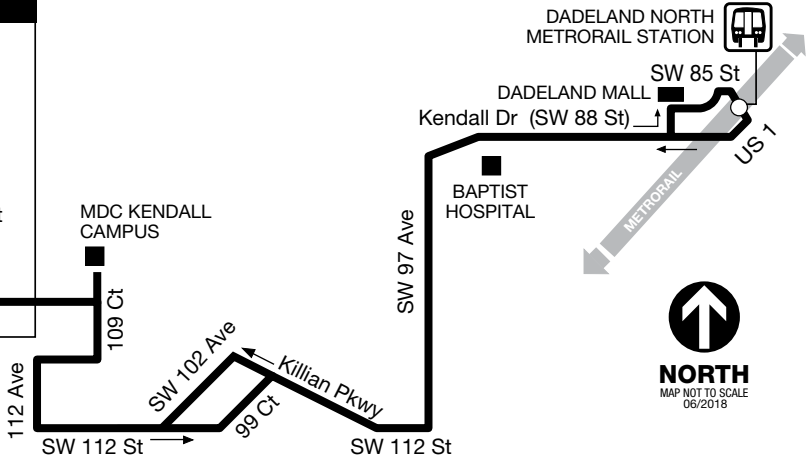 DADELAND NORTH
METRORAIL STATION
SW 85 St
DADELAND MALL
Kendall Dr (SW 88 St)
US 1
METRORAIL
BAPTIST
HOSPITAL
MDC KENDALL
CAMPUS
SW 97 Ave
109 Ct
SW 102 Ave
Killian Pkwy
112 Ave
99 Ct
SW 112 St
SW 112 St
NORTH
MAP NOT TO SCALE
06/2018